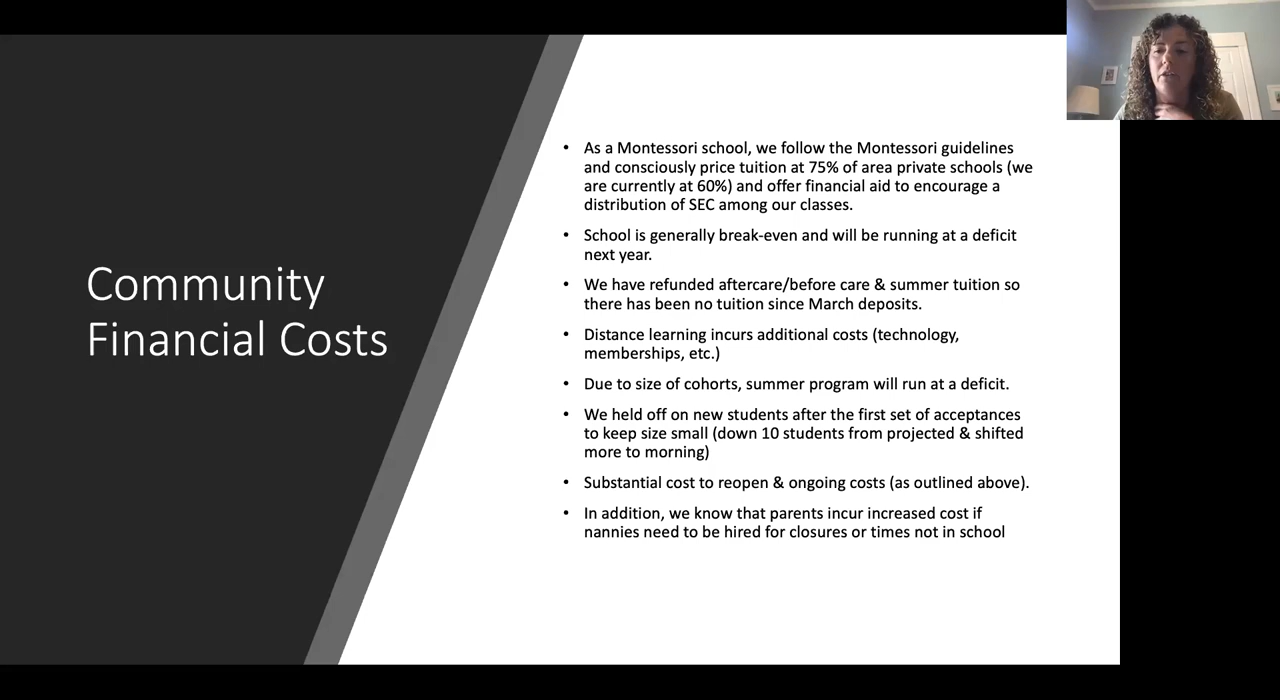 Community
Financial Costs
• As a Montessori school, we follow the Montessori guidelines
and consciously price tuition at 75% of area private schools (we
are currently at 60%) and offer financial aid to encourage a
distribution of SEC among our classes.
• School is generally break-even and will be running at a deficit
next year.
• We have refunded aftercare/before care & summer tuition so
there has been no tuition since March deposits.
• Distance learning incurs additional costs (technology,
memberships, etc.)
• Due to size of cohorts, summer program will run at a deficit.
• We held off on new students after the first set of acceptances
to keep size small (down 10 students from projected & shifted
more to morning)
• Substantial cost to reopen & ongoing costs (as outlined above).
• In addition, we know that parents incur increased cost if
nannies need to be hired for closures or times not in school